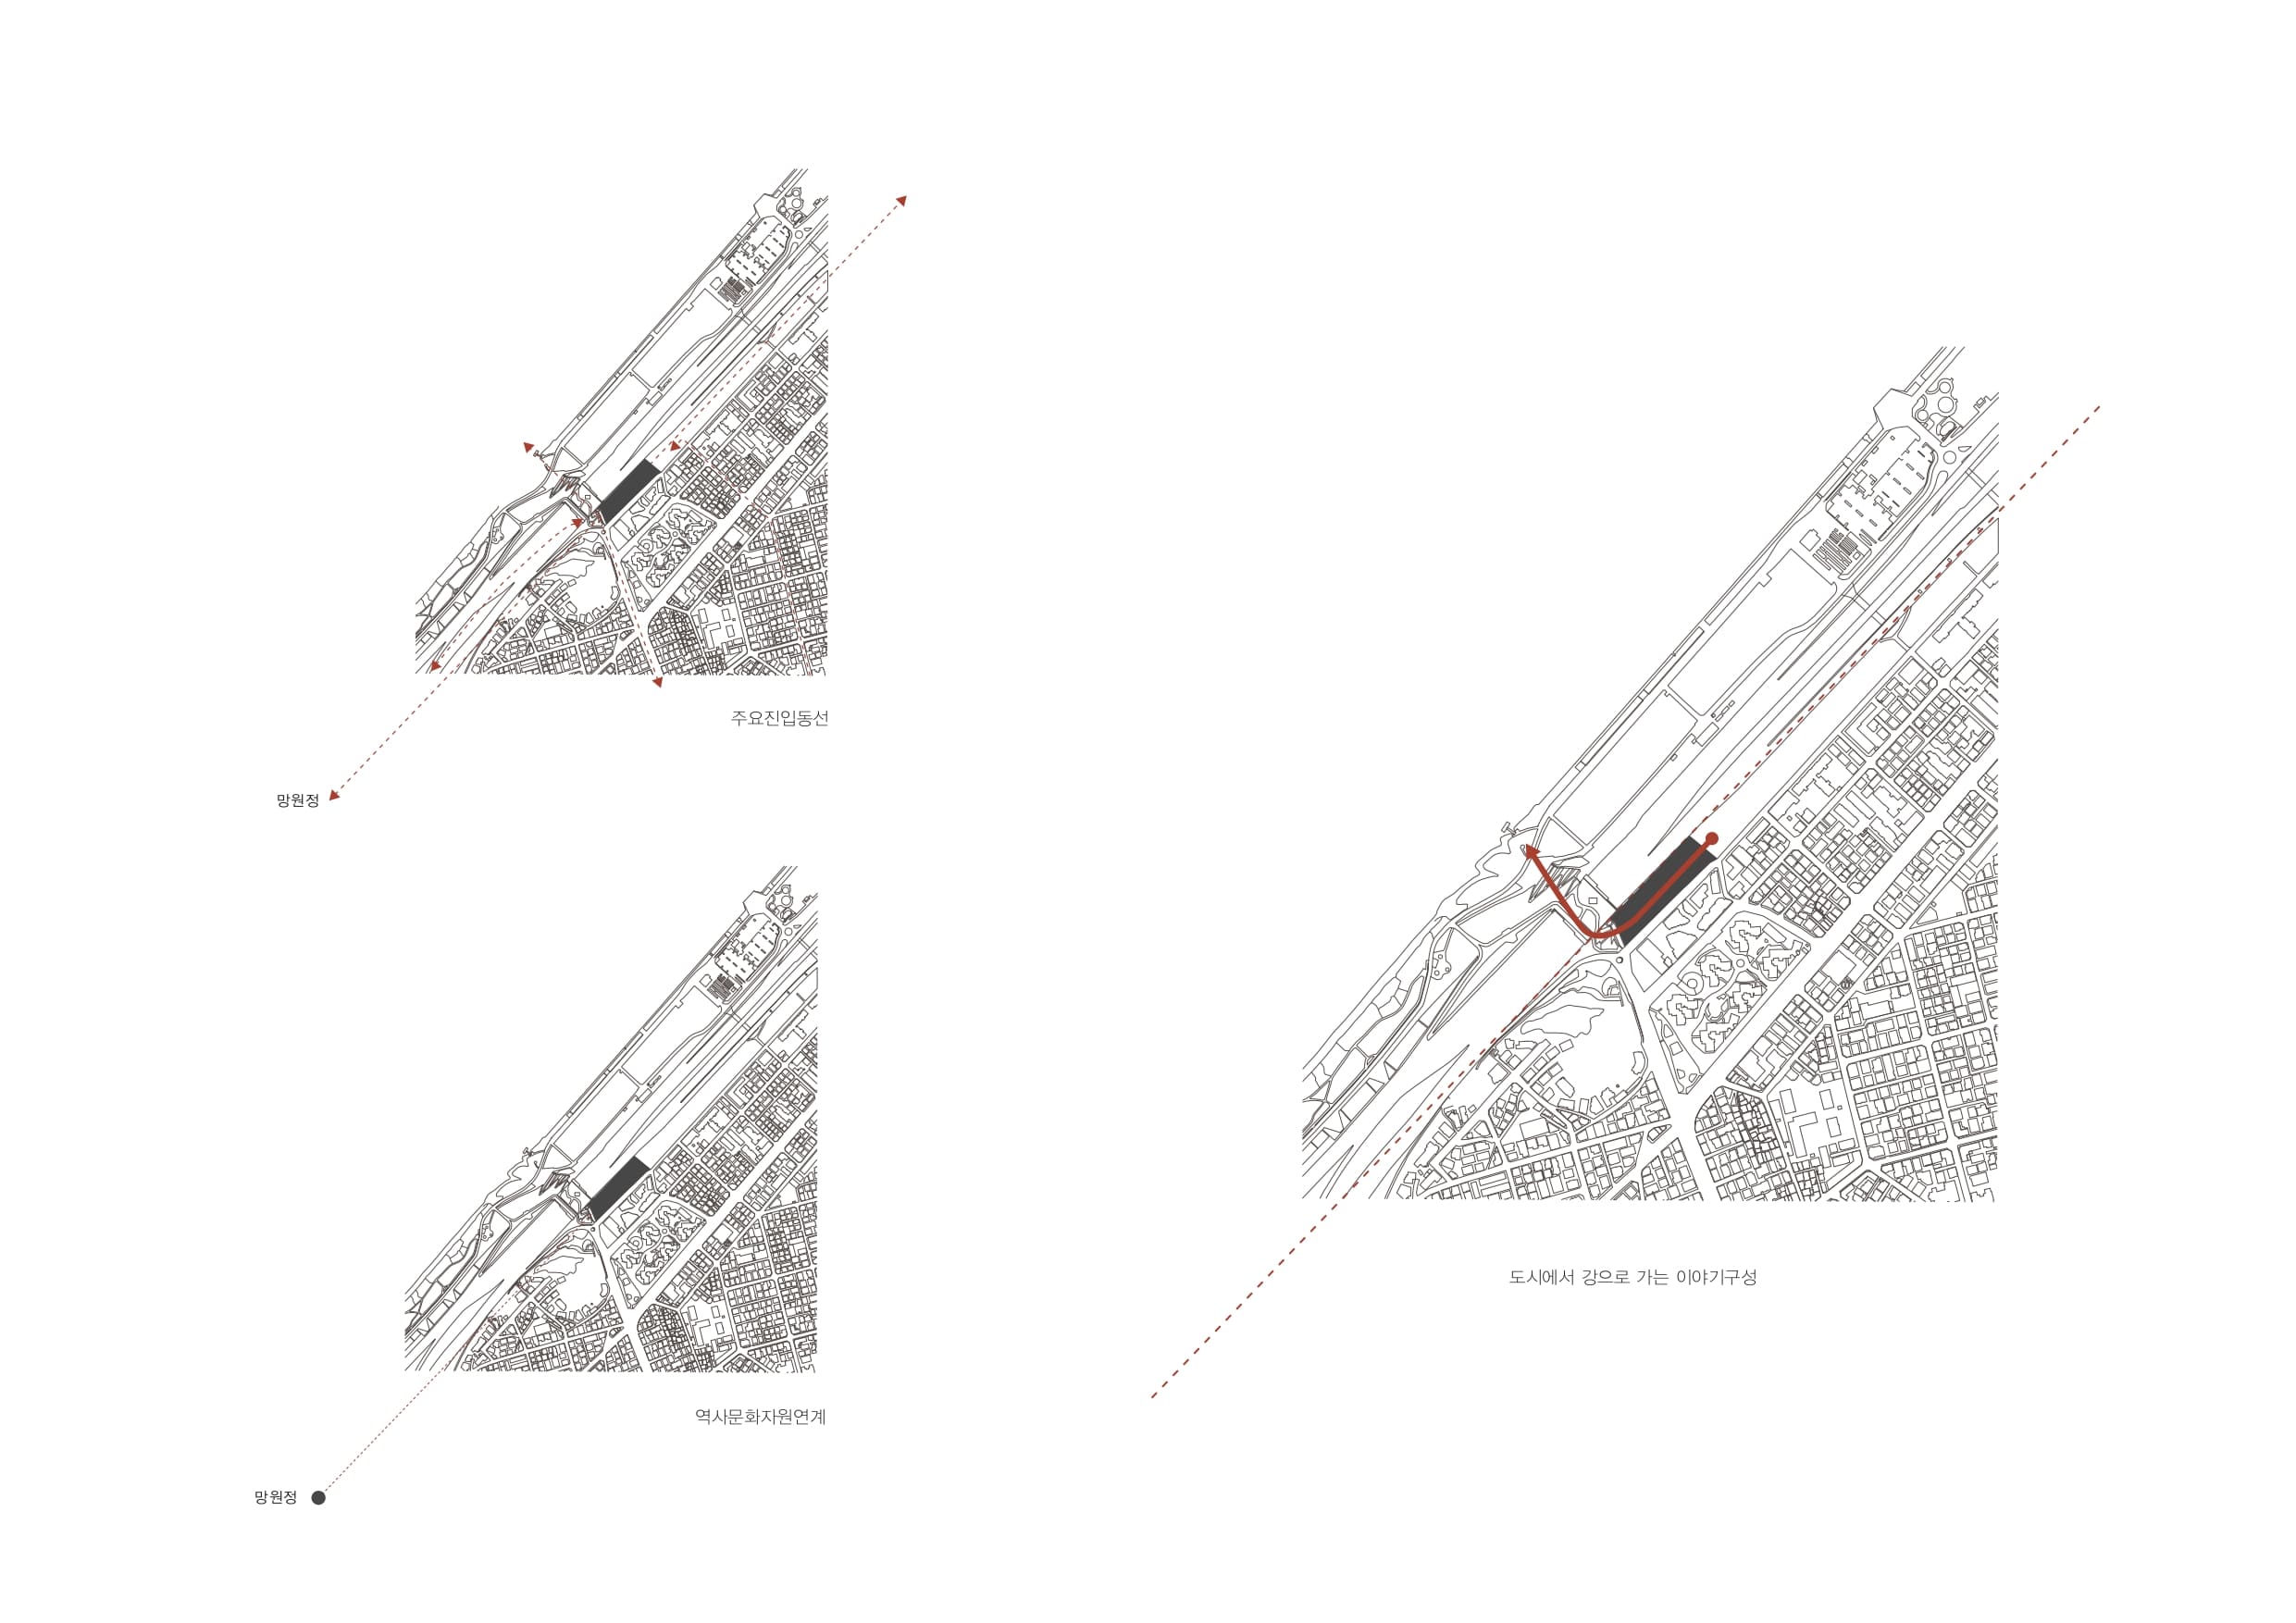 주요진입동선
망원정
역사문화자원연계
망원정
도시에서 강으로 가는 이야기구성